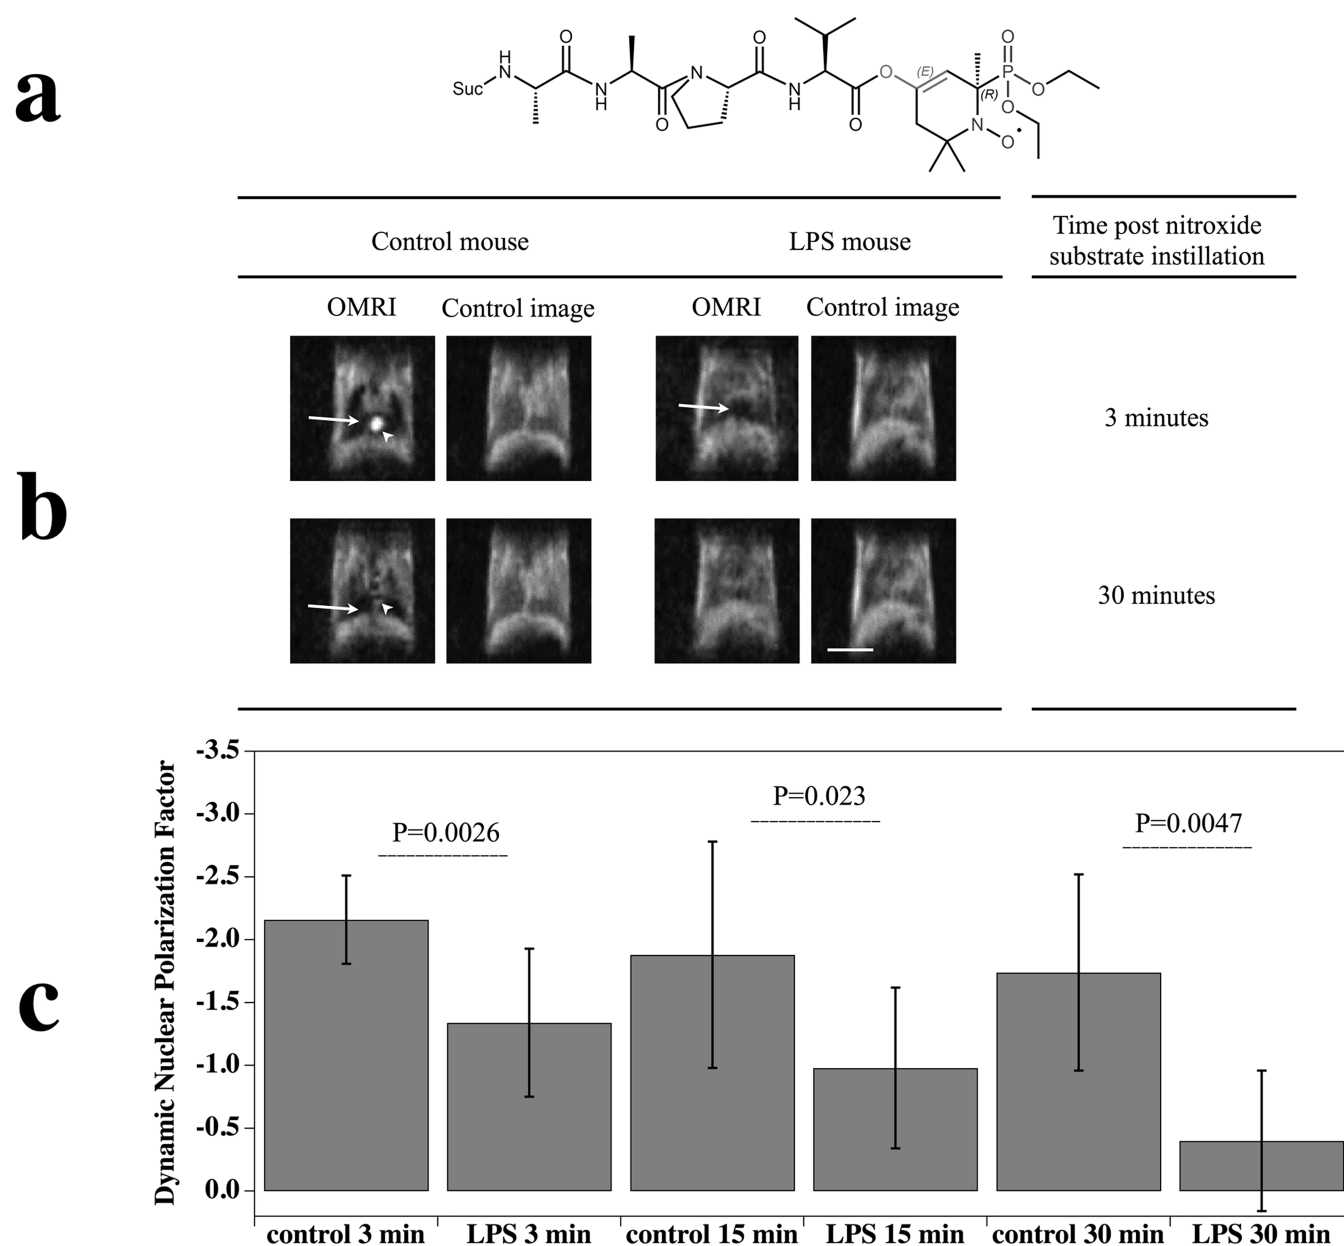 a
O
O
O
(E)
(R)
P
O
O
O
Suc
H
N
N
H
O
N
N
H
O
O
N
O
Control mouse
LPS mouse
Time post nitroxide
substrate instillation
OMRI
Control image
OMRI
Control image
3 minutes
b
30 minutes
c
Dynamic Nuclear Polarization Factor
-3.5
-3.0
-2.5
-2.0
-1.5
-1.0
-0.5
0.0
P=0.0026
P=0.023
P=0.0047
control 3 min
LPS 3 min
control 15 min
LPS 15 min
control 30 min
LPS 30 min